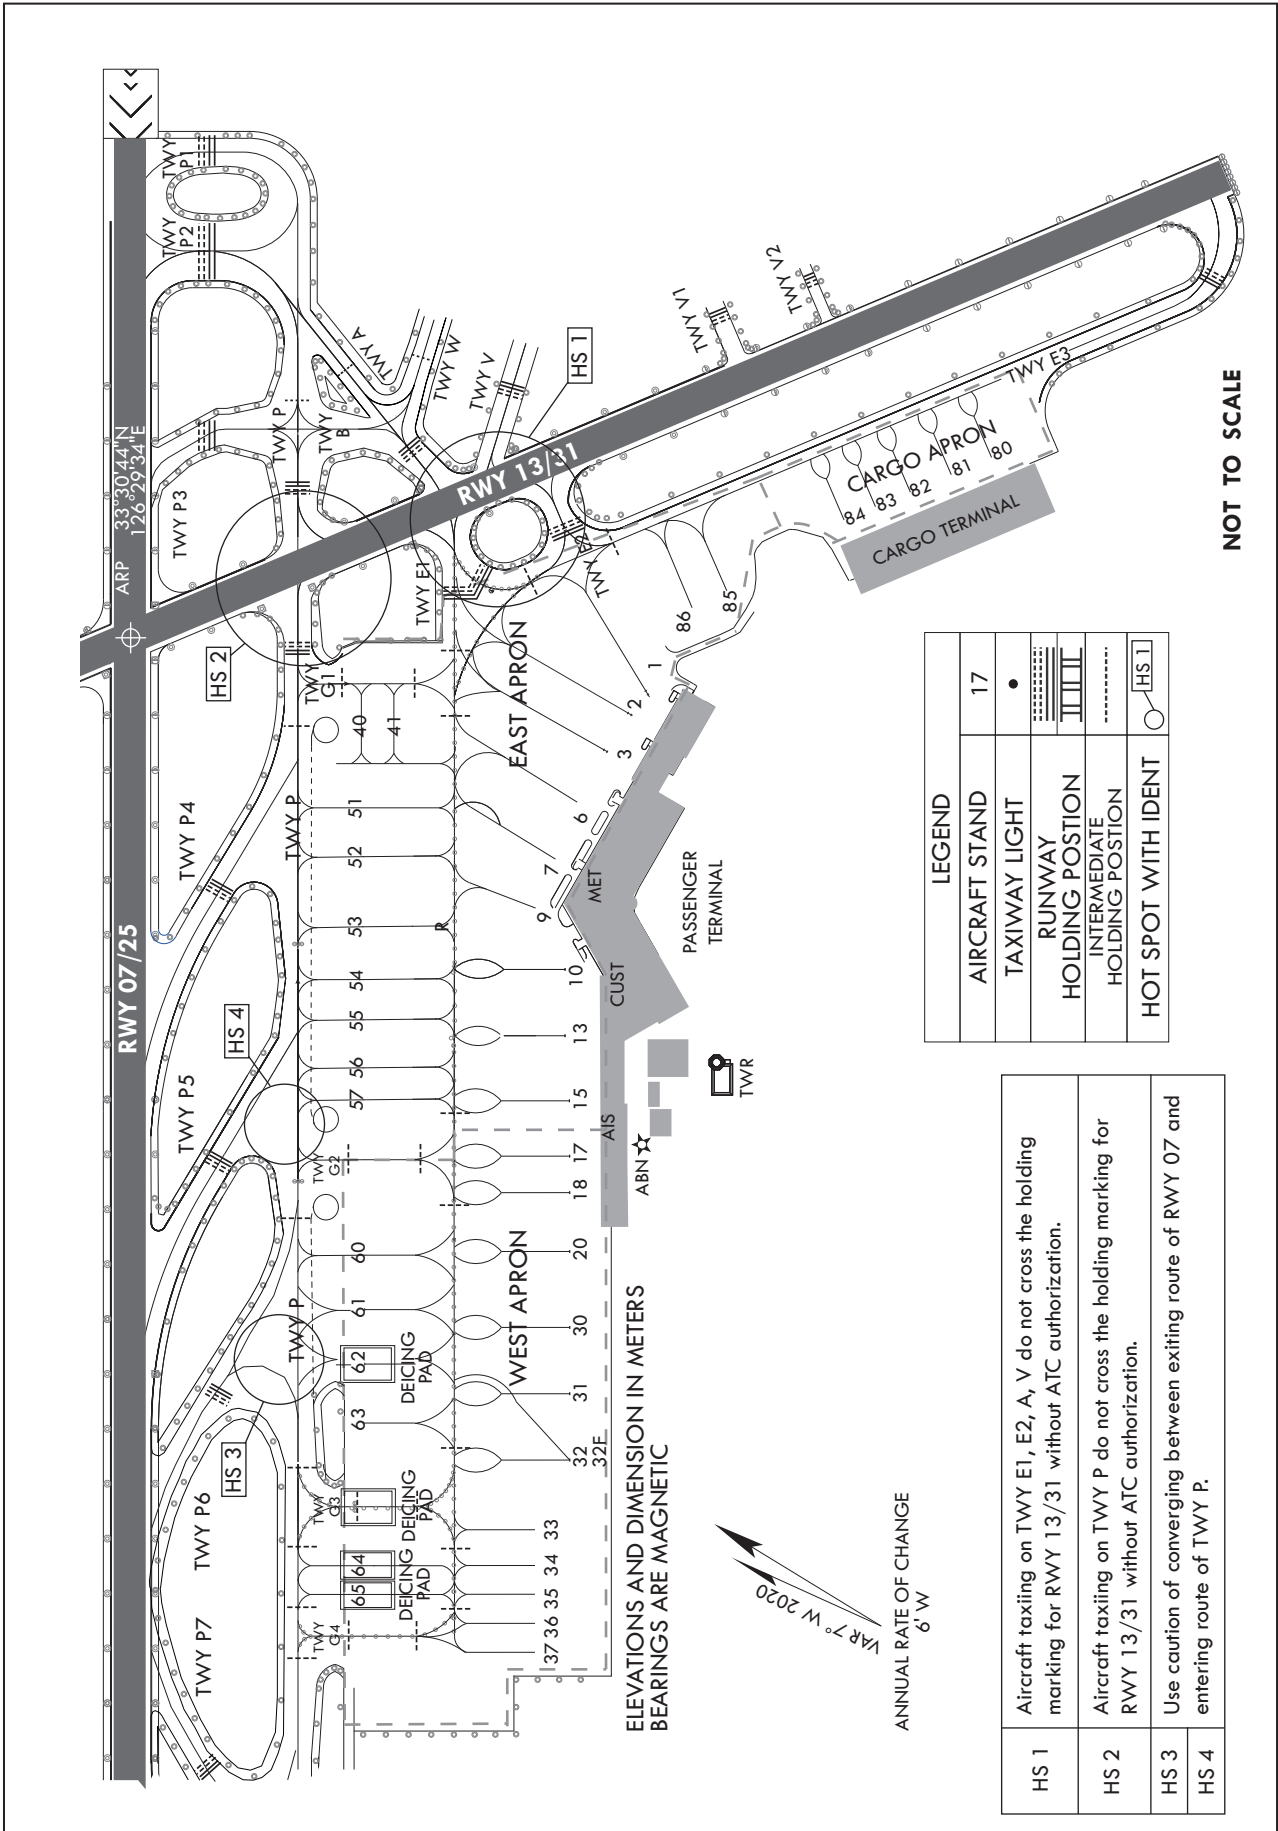 RWY 07/25
ARP 33°30'44"N
126°29'34"E
RWY 13/31
TWY P7
TWY P6
TWY P5
TWY P4
TWY P3
TWY
P2
TWY
P1
HS 3
HS 4
HS 2
HS 1
TWY P
TWY P
TWY P
TWY
B
TWY A
TWY W
TWY V
TWY V1
TWY V2
TWY
G4
TWY
G3
TWY
G2
TWY
G1
TWY E1
TWY E2
TWY E3
65
64
63
62
61
60
57
56
55
54
53
52
51
41
40
DEICING
PAD
DEICING
PAD
DEICING
PAD
R
WEST APRON
EAST APRON
37
36
35
34
33
32
32F
31
30
20
18
17
15
13
10
9
7
6
3
2
1
86
85
84
83
82
81
80
CARGO APRON
CARGO TERMINAL
AIS
CUST
MET
PASSENGER
TERMINAL
ABN
TWR
ELEVATIONS AND DIMENSION IN METERS
BEARINGS ARE MAGNETIC
VAR 7° W 2020
ANNUAL RATE OF CHANGE
6' W
LEGEND
AIRCRAFT STAND 17
TAXIWAY LIGHT
RUNWAY
HOLDING POSTION
INTERMEDIATE
HOLDING POSTION
HOT SPOT WITH IDENT HS 1
HS 1 Aircraft taxiing on TWY E1, E2, A, V do not cross the holding
marking for RWY 13/31 without ATC authorization.
HS 2 Aircraft taxiing on TWY P do not cross the holding marking for
RWY 13/31 without ATC authorization.
HS 3 Use caution of converging between exiting route of RWY 07 and
HS 4 entering route of TWY P.
NOT TO SCALE